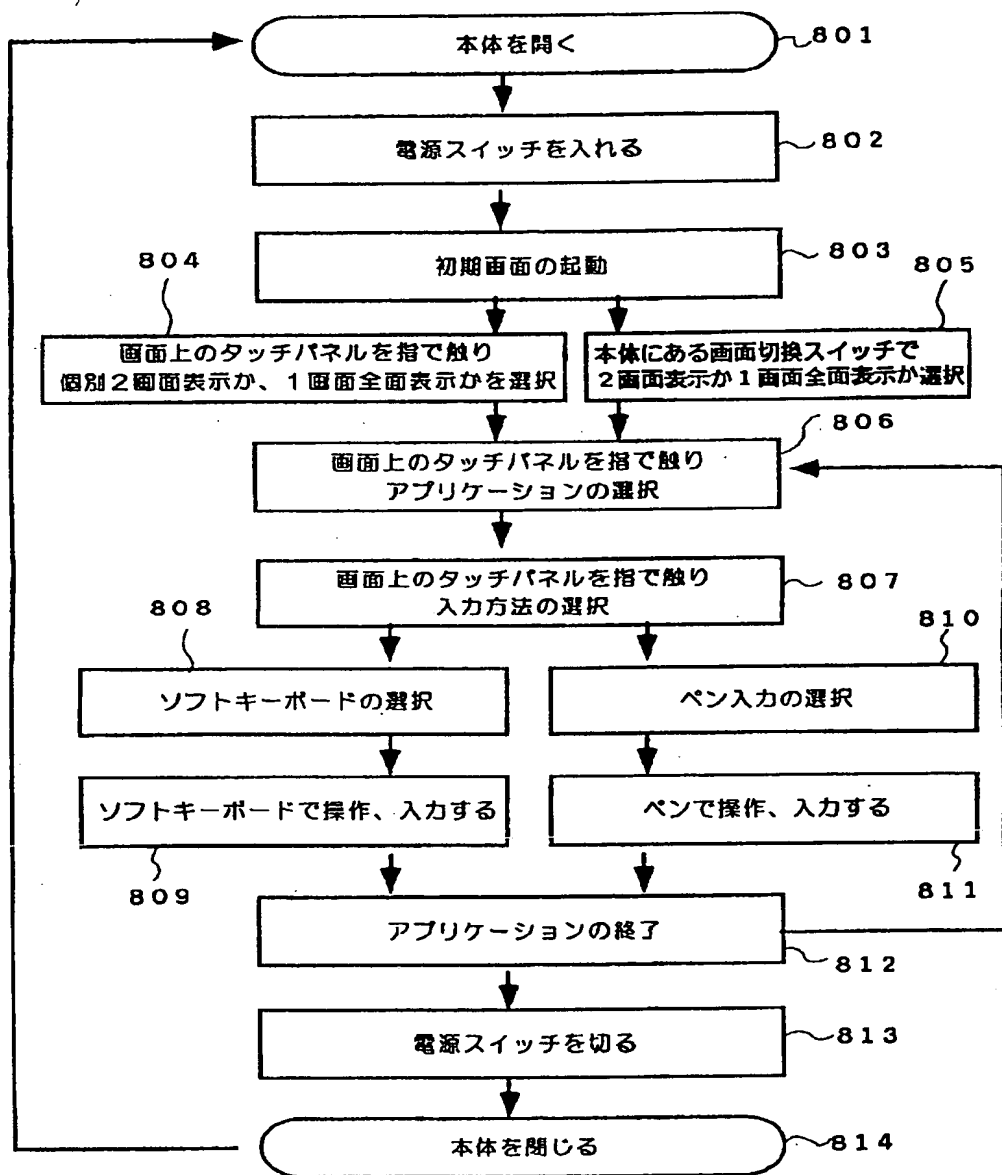 本体を開く
801
電源スイッチを入れる
802
初期画面の起動
803
804
805
画面上のタッチパネルを指で触り
個別2画面表示か、1画面全面表示かを選択
本体にある画面切換スイッチで
2画面表示か1画面全面表示か選択
806
画面上のタッチパネルを指で触り
アプリケーションの選択
画面上のタッチパネルを指で触り
入力方法の選択
807
808
810
ソフトキーボードの選択
ペン入力の選択
ソフトキーボードで操作、入力する
ペンで操作、入力する
809
811
アプリケーションの終了
812
電源スイッチを切る
813
本体を閉じる
814